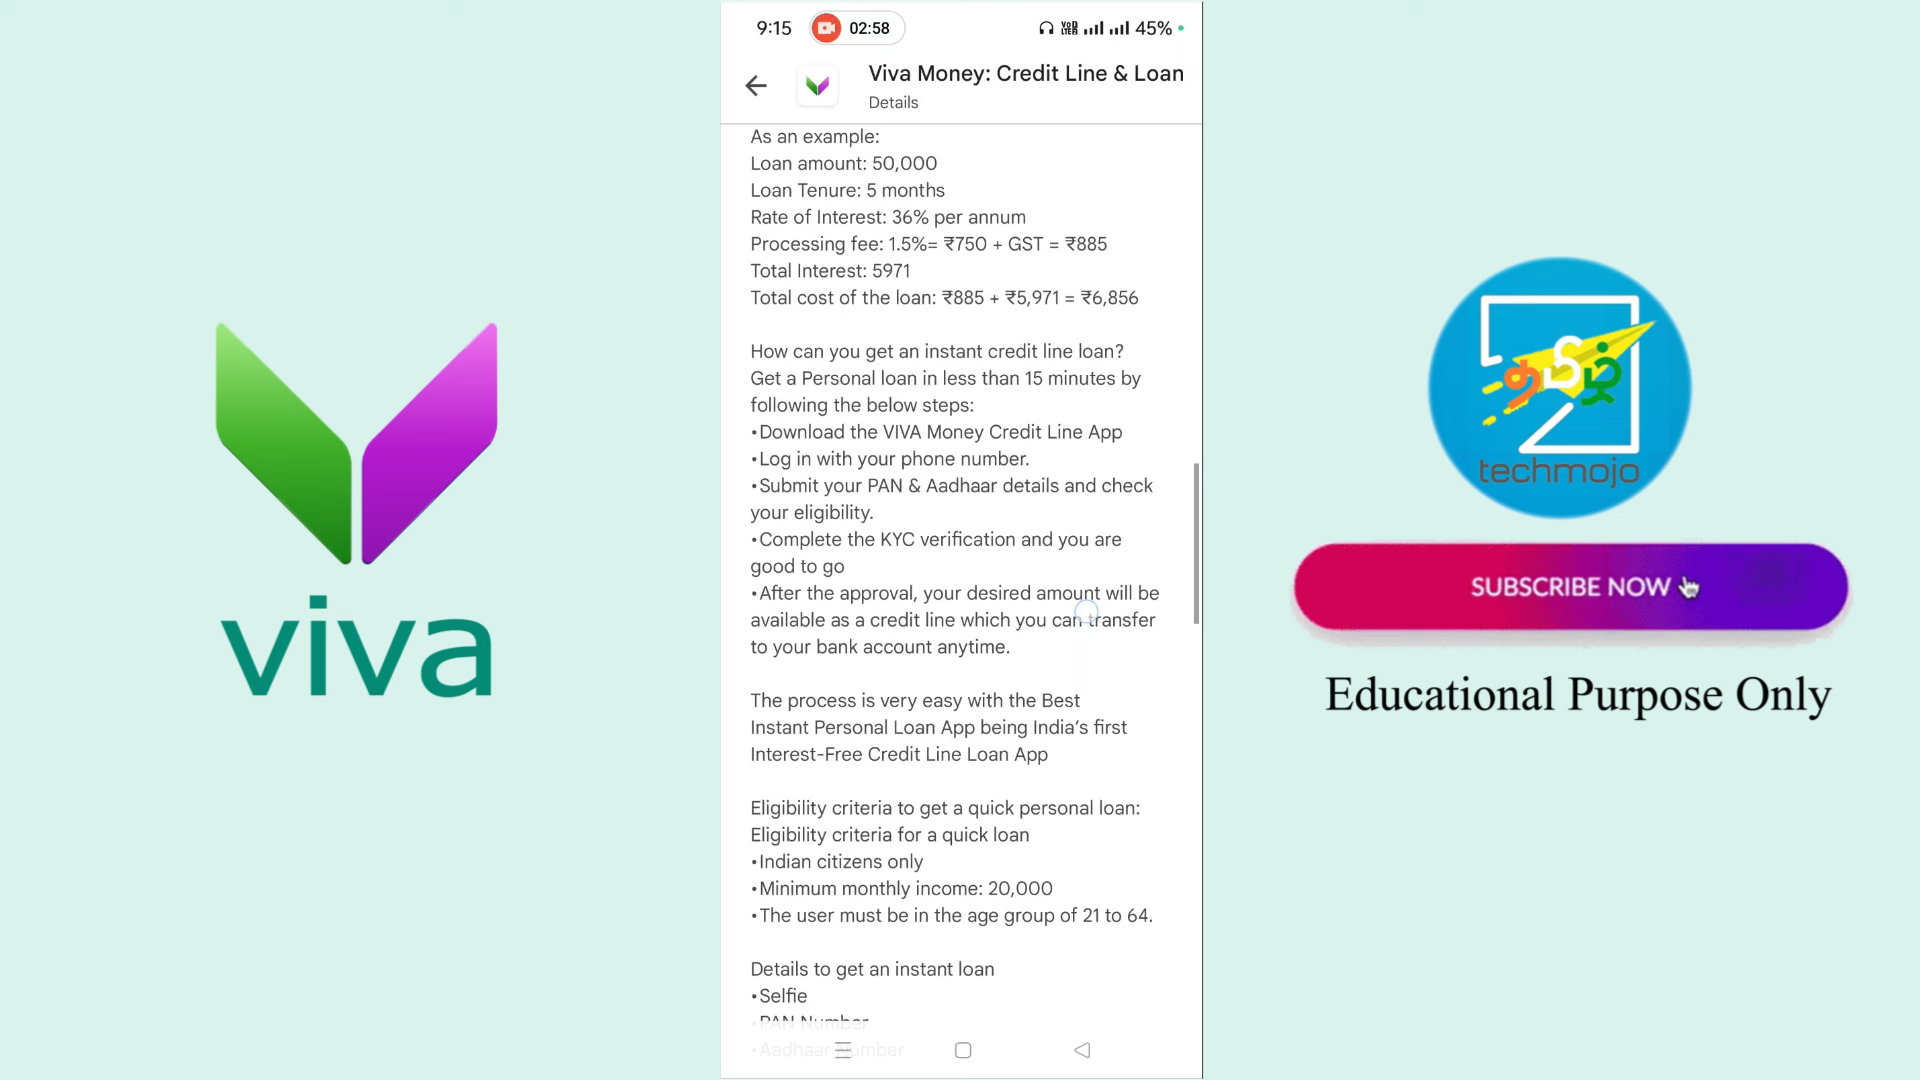 9:15
02:58
45%
Viva Money: Credit Line & Loan
Details
As an example:
Loan amount: 50,000
Loan Tenure: 5 months
Rate of Interest: 36% per annum
Processing fee: 1.5%= ₹750 + GST = ₹885
Total Interest: 5971
Total cost of the loan: ₹885 + ₹5,971 = ₹6,856
How can you get an instant credit line loan?
Get a Personal loan in less than 15 minutes by
following the below steps:
•Download the VIVA Money Credit Line App
•Log in with your phone number.
•Submit your PAN & Aadhaar details and check
your eligibility.
•Complete the KYC verification and you are
good to go
•After the approval, your desired amount will be
available as a credit line which you can transfer
to your bank account anytime.
The process is very easy with the Best
Instant Personal Loan App being India's first
Interest-Free Credit Line Loan App
Eligibility criteria to get a quick personal loan:
Eligibility criteria for a quick loan
•Indian citizens only
•Minimum monthly income: 20,000
•The user must be in the age group of 21 to 64.
Details to get an instant loan
•Selfie
•PAN Number
•Aadhaar Number
viva
தமிழ்
techmojo
SUBSCRIBE NOW
Educational Purpose Only